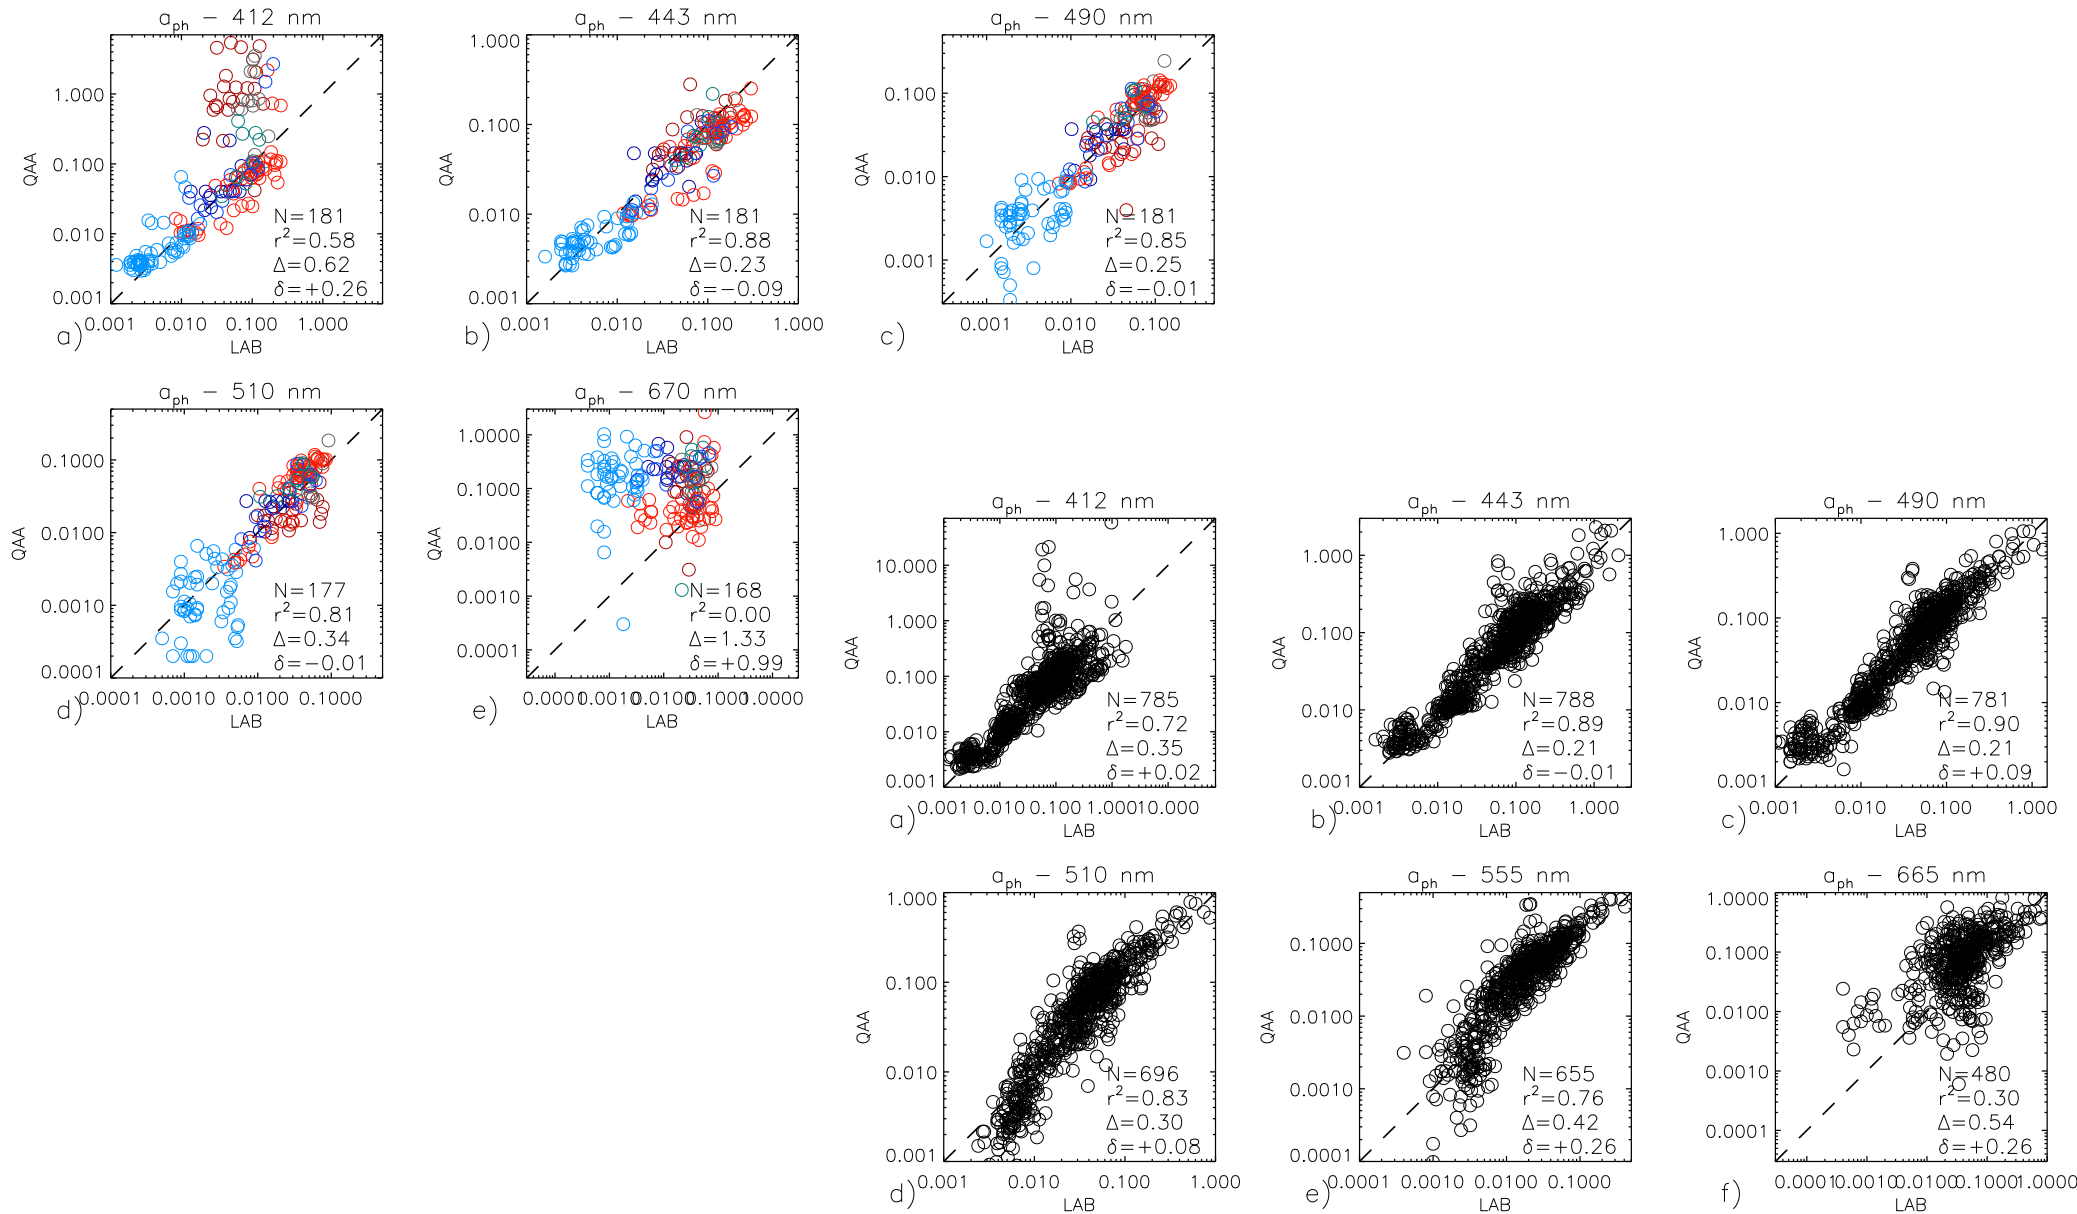 a_ph − 412 nm
QAA
1.000
0.100
0.010
0.001
N=181
r²=0.58
Δ=0.62
δ=+0.26
0.001 0.010 0.100 1.000
a)
LAB
a_ph − 443 nm
QAA
1.000
0.100
0.010
0.001
N=181
r²=0.88
Δ=0.23
δ=−0.09
0.001 0.010 0.100 1.000
b)
LAB
a_ph − 490 nm
QAA
0.100
0.010
0.001
N=181
r²=0.85
Δ=0.25
δ=−0.01
0.001 0.010 0.100
c)
LAB
a_ph − 510 nm
QAA
0.1000
0.0100
0.0010
0.0001
N=177
r²=0.81
Δ=0.34
δ=−0.01
0.0001 0.0010 0.0100 0.1000
d)
LAB
a_ph − 670 nm
QAA
1.0000
0.1000
0.0100
0.0010
0.0001
N=168
r²=0.00
Δ=1.33
δ=+0.99
0.0001 0.0010 0.0100 0.1000 1.0000
e)
LAB
a_ph − 412 nm
QAA
10.000
1.000
0.100
0.010
0.001
N=785
r²=0.72
Δ=0.35
δ=+0.02
0.001 0.010 0.100 1.000 10.000
a)
LAB
a_ph − 443 nm
QAA
1.000
0.100
0.010
0.001
N=788
r²=0.89
Δ=0.21
δ=−0.01
0.001 0.010 0.100 1.000
b)
LAB
a_ph − 490 nm
QAA
1.000
0.100
0.010
0.001
N=781
r²=0.90
Δ=0.21
δ=+0.09
0.001 0.010 0.100 1.000
c)
LAB
a_ph − 510 nm
QAA
1.000
0.100
0.010
0.001
N=696
r²=0.83
Δ=0.30
δ=+0.08
0.001 0.010 0.100 1.000
d)
LAB
a_ph − 555 nm
QAA
0.1000
0.0100
0.0010
0.0001
N=655
r²=0.76
Δ=0.42
δ=+0.26
0.0001 0.0010 0.0100 0.1000
e)
LAB
a_ph − 665 nm
QAA
1.0000
0.1000
0.0100
0.0010
0.0001
N=480
r²=0.30
Δ=0.54
δ=+0.26
0.0001 0.0010 0.0100 0.1000 1.0000
f)
LAB